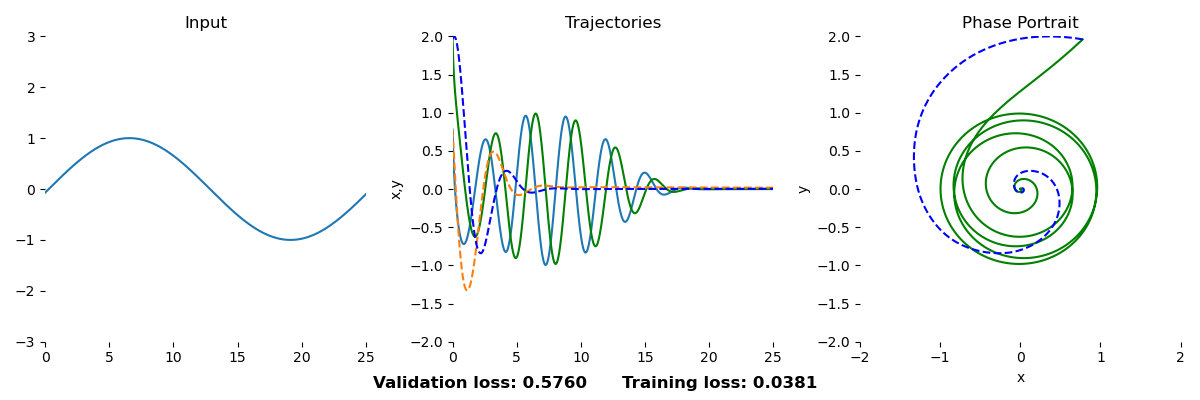 Input
3
2
1
0
−1
−2
−3
0 5 10 15 20 25
Trajectories
x,y
2.0
1.5
1.0
0.5
0.0
−0.5
−1.0
−1.5
−2.0
0 5 10 15 20 25
Phase Portrait
y
2.0
1.5
1.0
0.5
0.0
−0.5
−1.0
−1.5
−2.0
−2 −1 0 1 2
x
Validation loss: 0.5760 Training loss: 0.0381